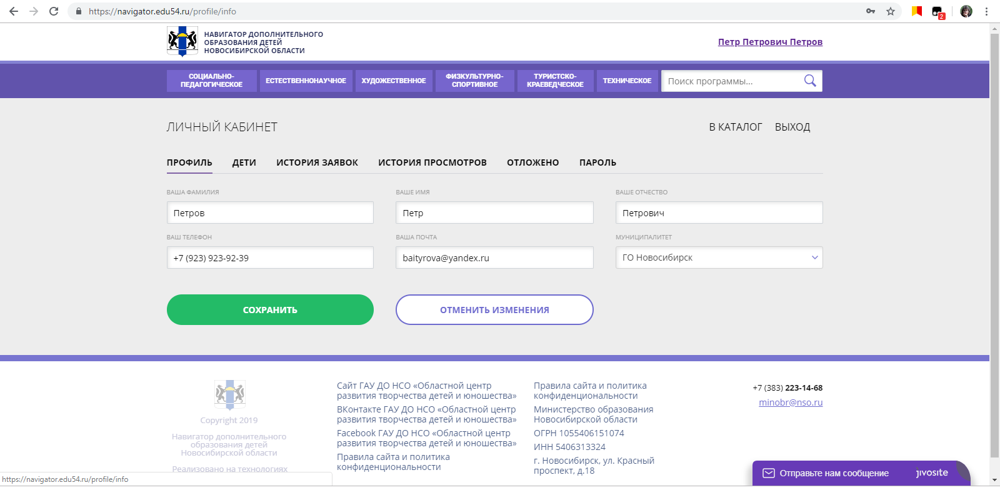 https://navigator.edu54.ru/profile/info
2
НАВИГАТОР ДОПОЛНИТЕЛЬНОГО
ОБРАЗОВАНИЯ ДЕТЕЙ
НОВОСИБИРСКОЙ ОБЛАСТИ
Петр Петрович Петров
СОЦИАЛЬНО-
ПЕДАГОГИЧЕСКОЕ
ЕСТЕСТВЕННОНАУЧНОЕ
ХУДОЖЕСТВЕННОЕ
ФИЗКУЛЬТУРНО-
СПОРТИВНОЕ
ТУРИСТСКО-
КРАЕВЕДЧЕСКОЕ
ТЕХНИЧЕСКОЕ
Поиск программы...
ЛИЧНЫЙ КАБИНЕТ
В КАТАЛОГ ВЫХОД
ПРОФИЛЬ ДЕТИ ИСТОРИЯ ЗАЯВОК ИСТОРИЯ ПРОСМОТРОВ ОТЛОЖЕНО ПАРОЛЬ
ВАША ФАМИЛИЯ ВАШЕ ИМЯ ВАШЕ ОТЧЕСТВО
Петров Петр Петрович
ВАШ ТЕЛЕФОН ВАША ПОЧТА МУНИЦИПАЛИТЕТ
+7 (923) 923-92-39 baityrova@yandex.ru ГО Новосибирск
СОХРАНИТЬ ОТМЕНИТЬ ИЗМЕНЕНИЯ
Copyright 2019
Навигатор дополнительного
образования детей
Новосибирской области
Реализовано на технологиях
Сайт ГАУ ДО НСО «Областной центр
развития творчества детей и юношества»
ВКонтакте ГАУ ДО НСО «Областной центр
развития творчества детей и юношества»
Facebook ГАУ ДО НСО «Областной центр
развития творчества детей и юношества»
Правила сайта и политика
конфиденциональности
Правила сайта и политика
конфиденциональности
Министерство образования
Новосибирской области
ОГРН 1055406151074
ИНН 5406313324
г. Новосибирск, ул. Красный
проспект, д.18
+7 (383) 223-14-68
minobr@nso.ru
Отправьте нам сообщение jivosite
https://navigator.edu54.ru/profile/info